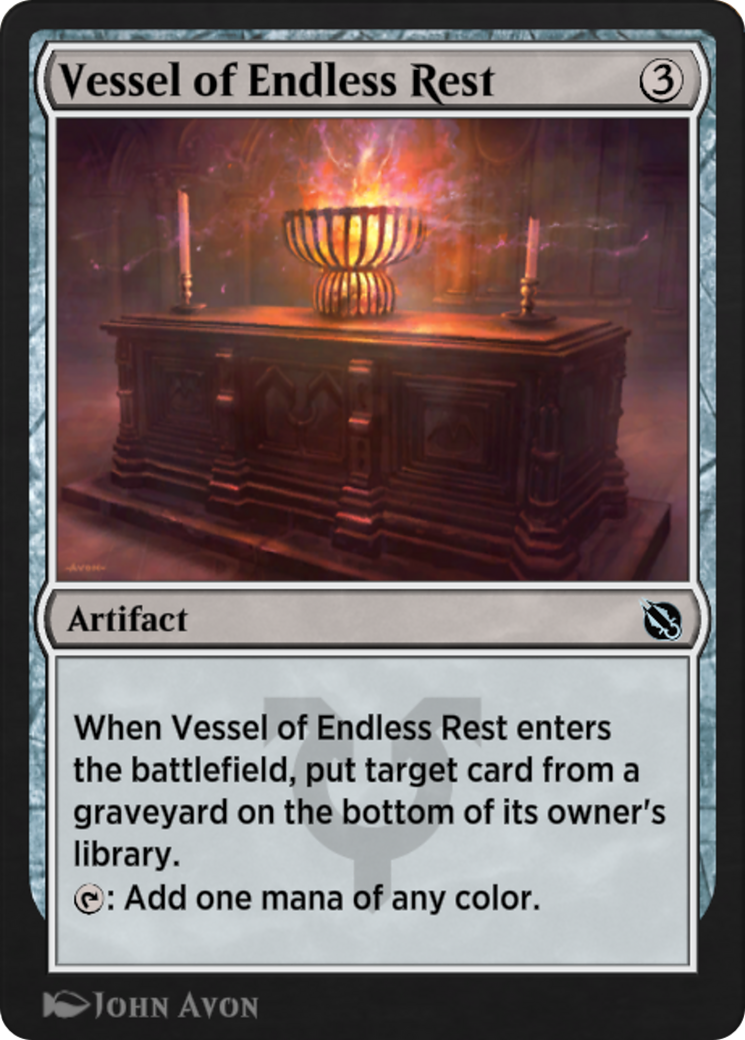 Vessel of Endless Rest 3
-AVON-
Artifact
When Vessel of Endless Rest enters
the battlefield, put target card from a
graveyard on the bottom of its owner's
library.
: Add one mana of any color.
John Avon